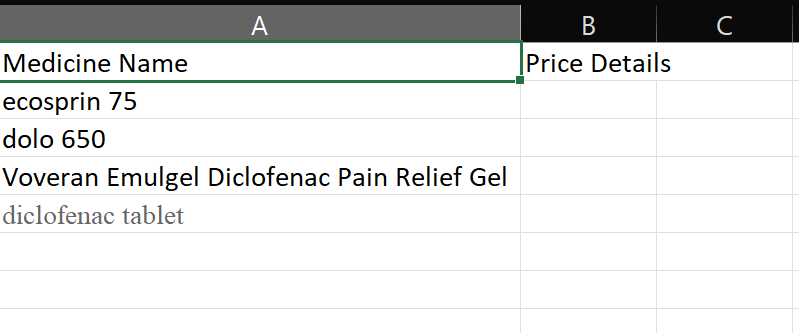 A B C
Medicine Name Price Details
ecosprin 75
dolo 650
Voveran Emulgel Diclofenac Pain Relief Gel
diclofenac tablet